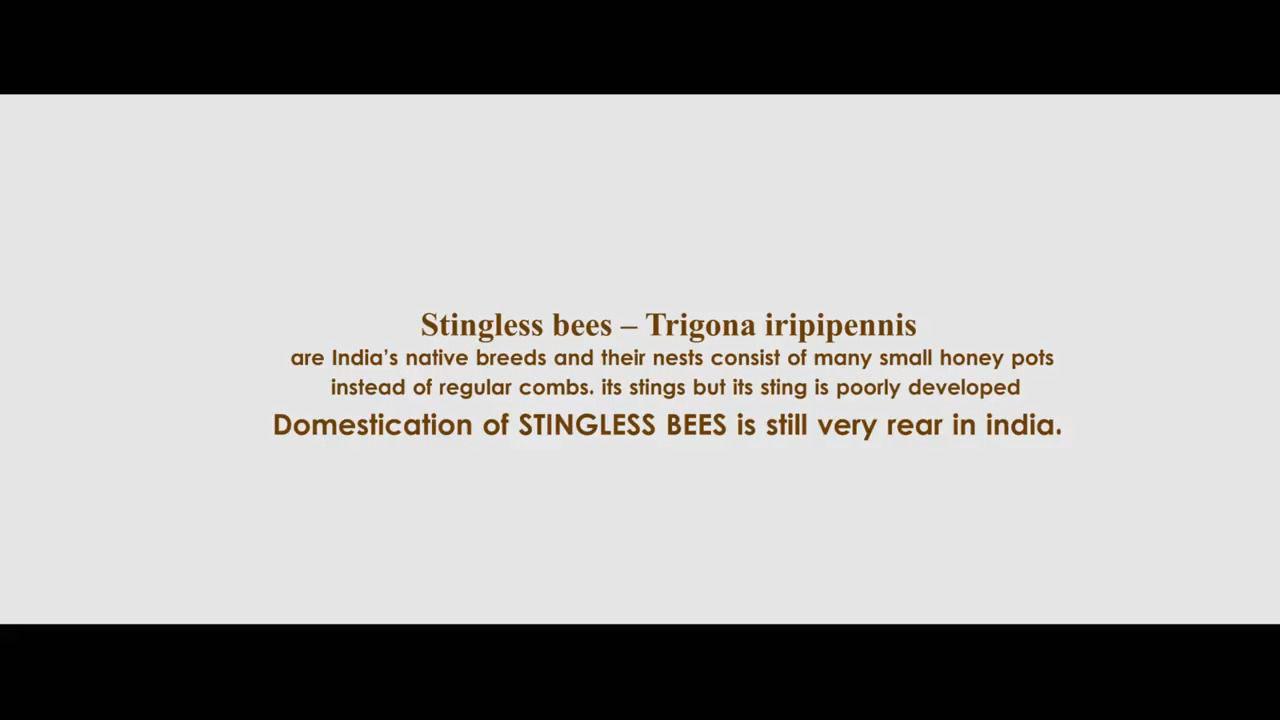 Stingless bees – Trigona iripipennis
are India’s native breeds and their nests consist of many small honey pots
instead of regular combs. its stings but its sting is poorly developed
Domestication of STINGLESS BEES is still very rear in india.